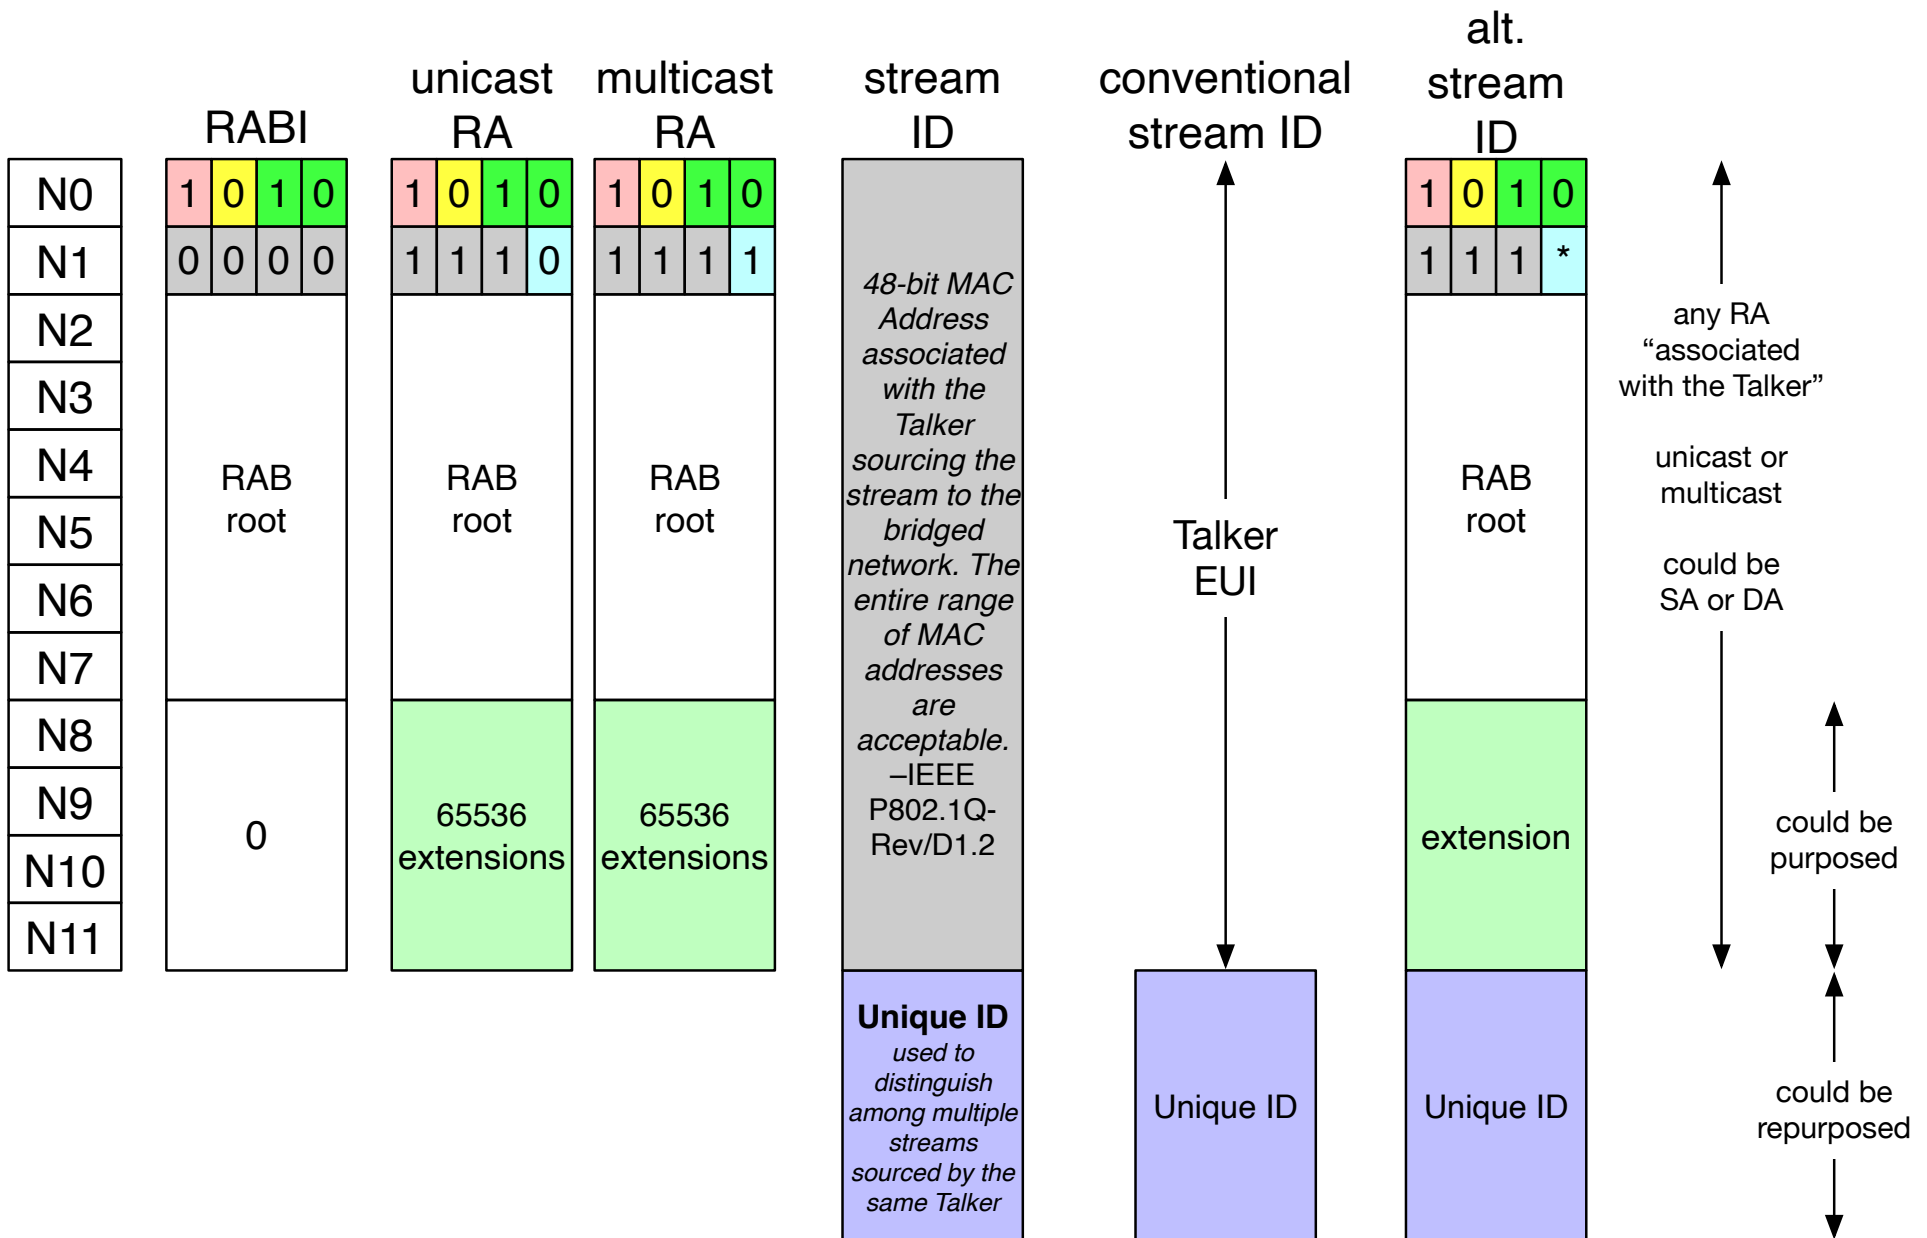 RABI
unicast
RA
multicast
RA
stream
ID
conventional
stream ID
alt.
stream
ID
N0
N1
N2
N3
N4
N5
N6
N7
N8
N9
N10
N11
1 0 1 0
0 0 0 0
RAB
root
0
1 0 1 0
1 1 1 0
RAB
root
65536
extensions
1 0 1 0
1 1 1 1
RAB
root
65536
extensions
48-bit MAC
Address
associated
with the
Talker
sourcing the
stream to the
bridged
network. The
entire range
of MAC
addresses
are
acceptable.
–IEEE
P802.1Q-
Rev/D1.2
Unique ID
used to
distinguish
among multiple
streams
sourced by the
same Talker
Talker
EUI
Unique ID
1 0 1 0
1 1 1 *
RAB
root
extension
Unique ID
any RA
“associated
with the Talker”
unicast or
multicast
could be
SA or DA
could be
purposed
could be
repurposed